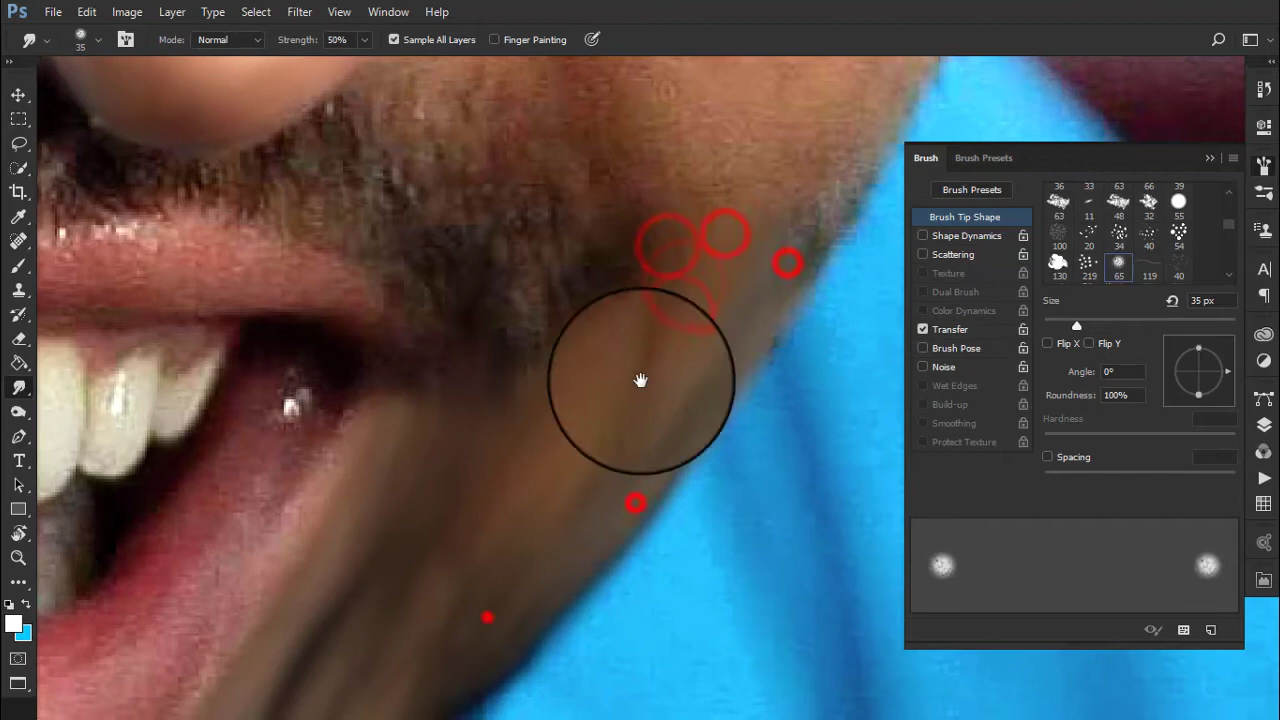 Ps File Edit Image Layer Type Select Filter View Window Help
35 Mode: Normal Strength: 50% Sample All Layers Finger Painting
Brush Brush Presets
Brush Presets
36 33 63 66 39
63 11 48 32 55
100 20 34 40 54
130 219 65 119 40
Brush Tip Shape
Shape Dynamics
Scattering
Texture
Dual Brush
Color Dynamics
Transfer
Brush Pose
Noise
Wet Edges
Build-up
Smoothing
Protect Texture
Size 35 px
Flip X Flip Y
Angle: 0°
Roundness: 100%
Hardness
Spacing